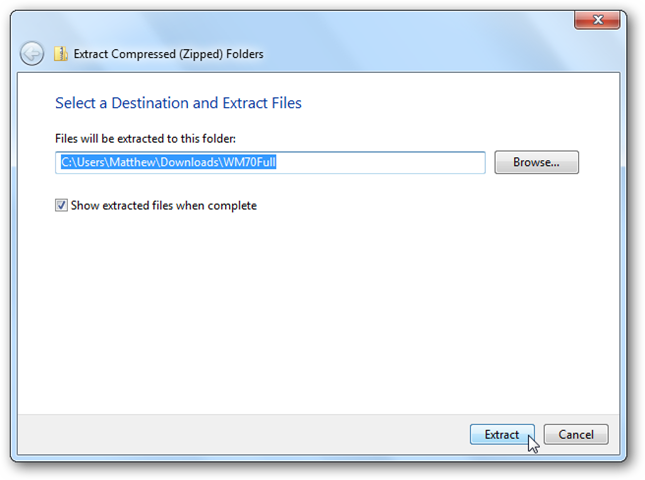 Extract Compressed (Zipped) Folders
Select a Destination and Extract Files
Files will be extracted to this folder:
C:\Users\Matthew\Downloads\WM70Full
Browse...
Show extracted files when complete
Extract
Cancel